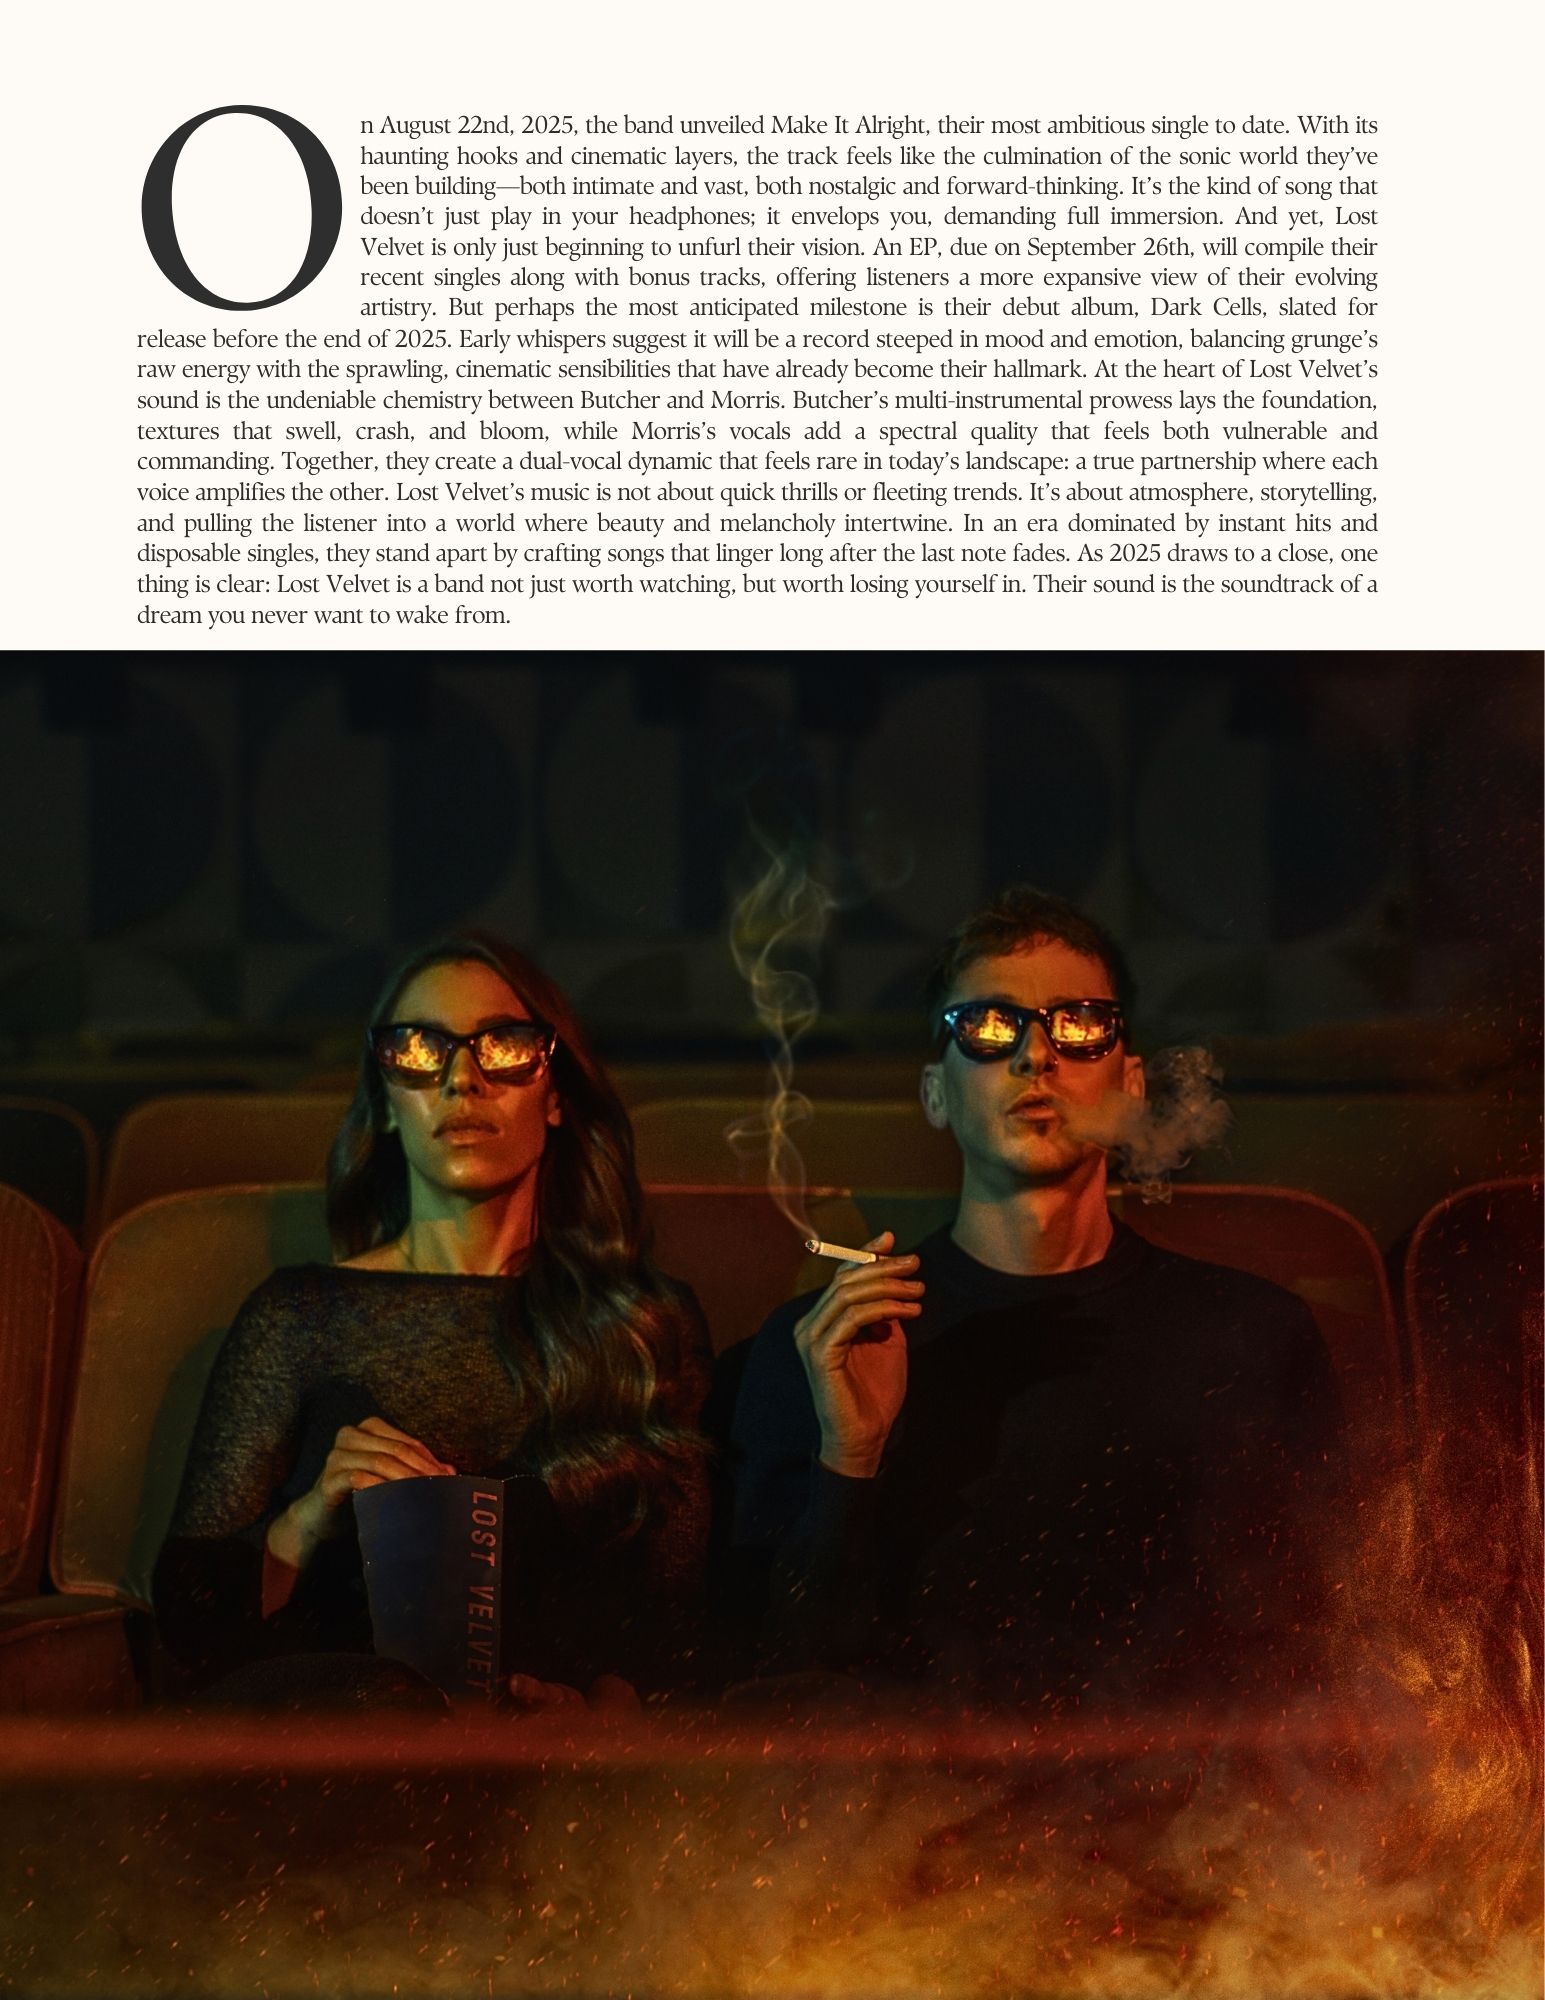 On August 22nd, 2025, the band unveiled Make It Alright, their most ambitious single to date. With its
haunting hooks and cinematic layers, the track feels like the culmination of the sonic world they’ve
been building—both intimate and vast, both nostalgic and forward-thinking. It’s the kind of song that
doesn’t just play in your headphones; it envelops you, demanding full immersion. And yet, Lost
Velvet is only just beginning to unfurl their vision. An EP, due on September 26th, will compile their
recent singles along with bonus tracks, offering listeners a more expansive view of their evolving
artistry. But perhaps the most anticipated milestone is their debut album, Dark Cells, slated for
release before the end of 2025. Early whispers suggest it will be a record steeped in mood and emotion, balancing grunge’s
raw energy with the sprawling, cinematic sensibilities that have already become their hallmark. At the heart of Lost Velvet’s
sound is the undeniable chemistry between Butcher and Morris. Butcher’s multi-instrumental prowess lays the foundation,
textures that swell, crash, and bloom, while Morris’s vocals add a spectral quality that feels both vulnerable and
commanding. Together, they create a dual-vocal dynamic that feels rare in today’s landscape: a true partnership where each
voice amplifies the other. Lost Velvet’s music is not about quick thrills or fleeting trends. It’s about atmosphere, storytelling,
and pulling the listener into a world where beauty and melancholy intertwine. In an era dominated by instant hits and
disposable singles, they stand apart by crafting songs that linger long after the last note fades. As 2025 draws to a close, one
thing is clear: Lost Velvet is a band not just worth watching, but worth losing yourself in. Their sound is the soundtrack of a
dream you never want to wake from.
LOST VELVET